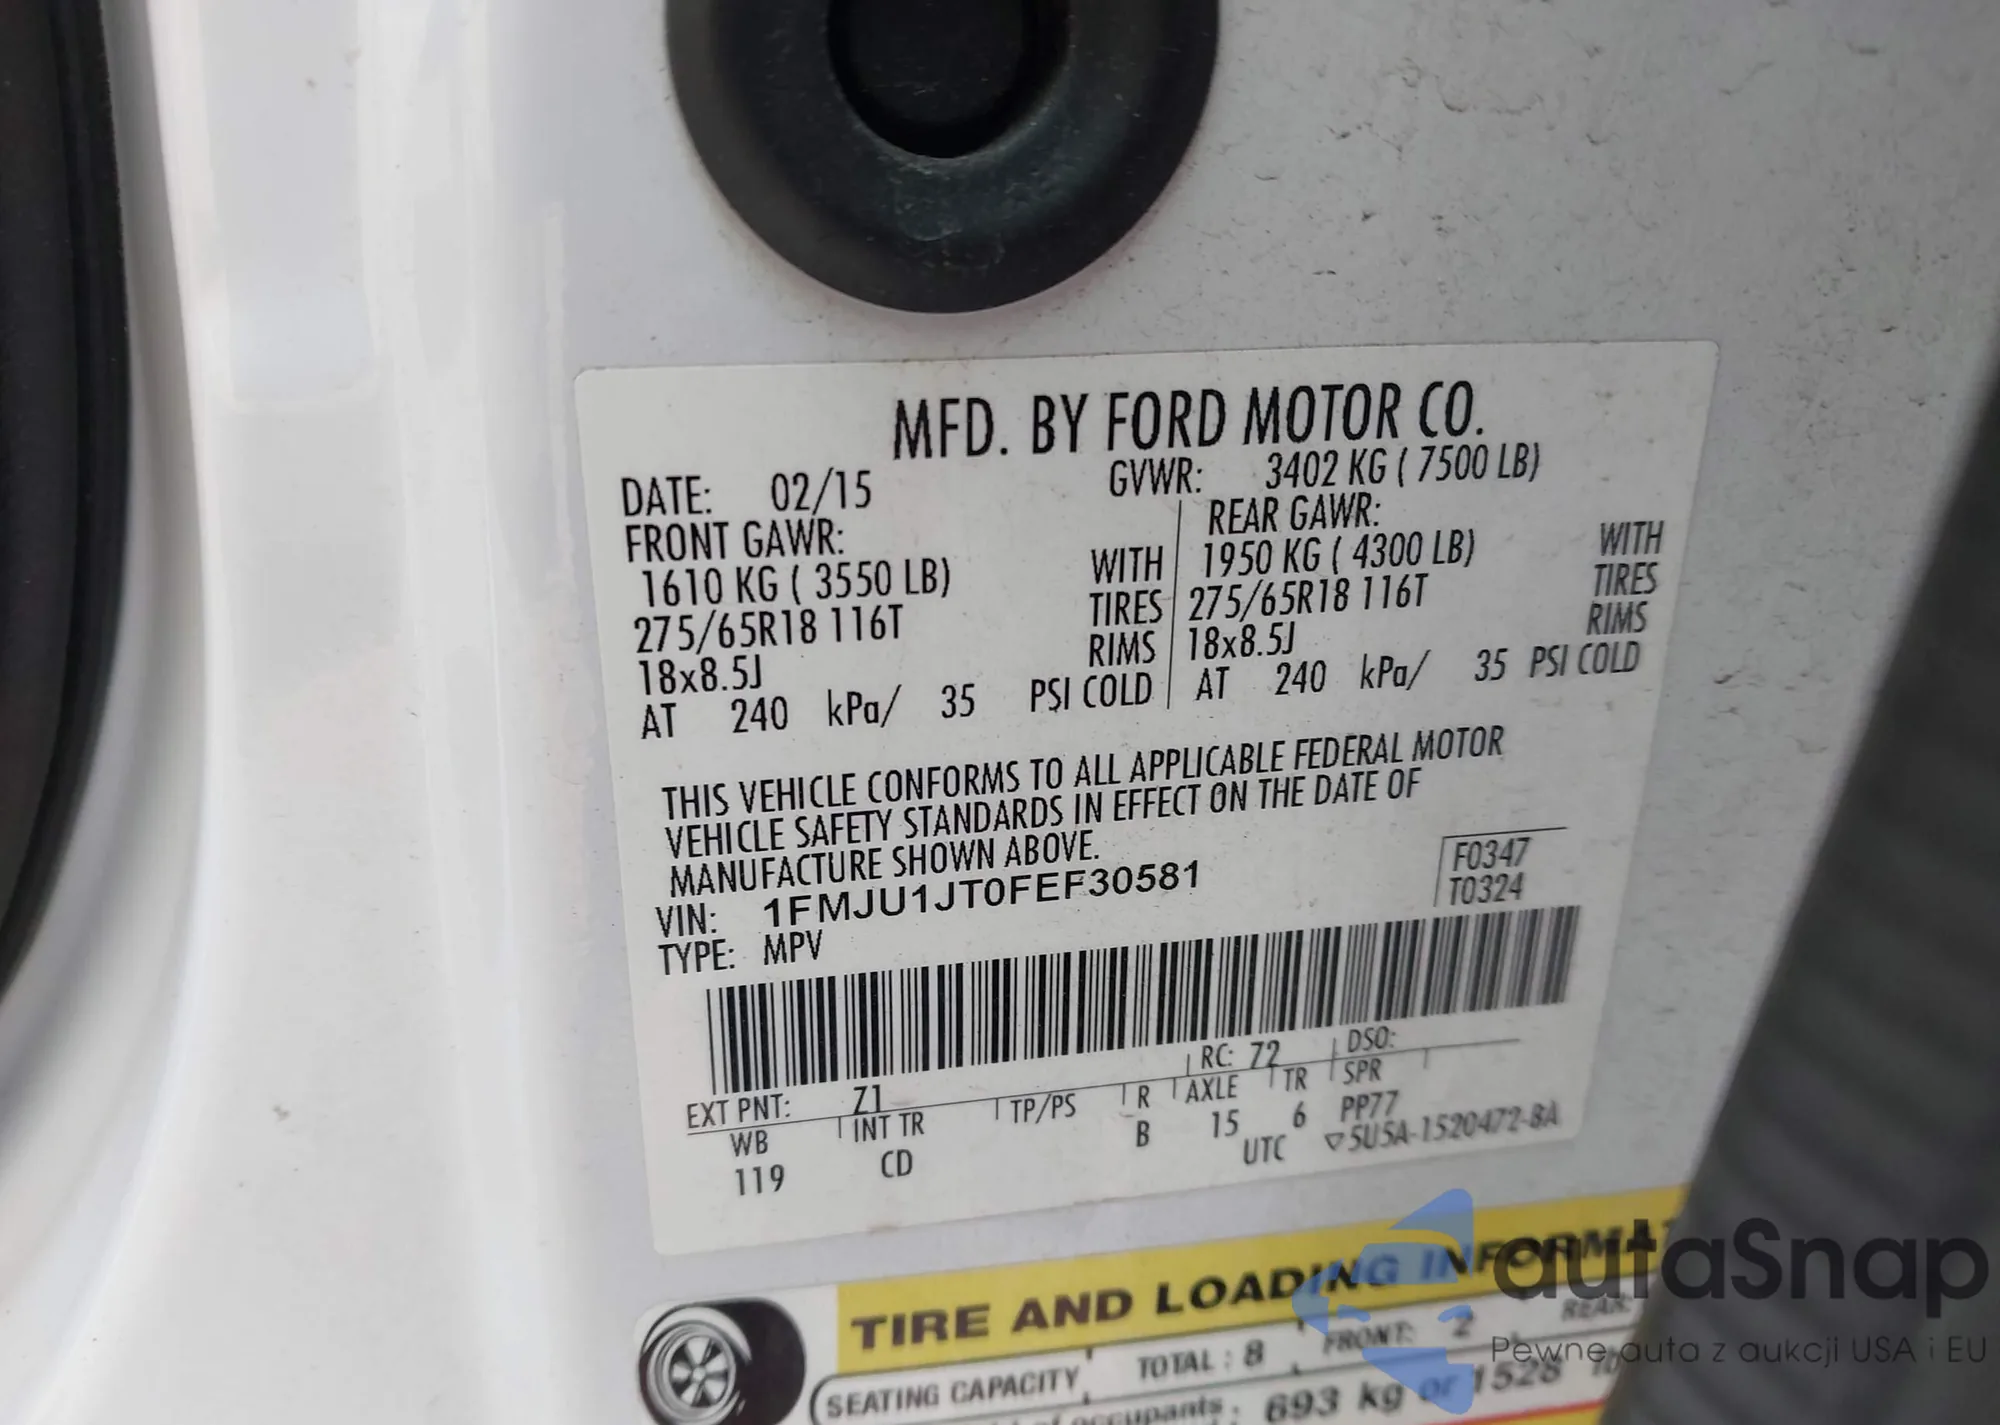 MFD. BY FORD MOTOR CO.
DATE: 02/15 GVWR: 3402 KG ( 7500 LB)
FRONT GAWR: REAR GAWR:
1610 KG ( 3550 LB) WITH 1950 KG ( 4300 LB) WITH
275/65R18 116T TIRES 275/65R18 116T TIRES
18x8.5J RIMS 18x8.5J RIMS
AT 240 kPa/ 35 PSI COLD AT 240 kPa/ 35 PSI COLD
THIS VEHICLE CONFORMS TO ALL APPLICABLE FEDERAL MOTOR
VEHICLE SAFETY STANDARDS IN EFFECT ON THE DATE OF
MANUFACTURE SHOWN ABOVE.
VIN: 1FMJU1JT0FEF30581
F0347
T0324
TYPE: MPV
RC: 72 DSO:
EXT PNT: Z1
WB INT TR TP/PS R AXLE TR SPR
119 CD B 15 6 PP77
UTC ▽5U5A-1520472-BA
TIRE AND LOADING INFORMAT
SEATING CAPACITY TOTAL : 8 FRONT: 2 REAR:
occupants 693 kg or 1528
autaSnap
Pewne auta z aukcji USA i EU